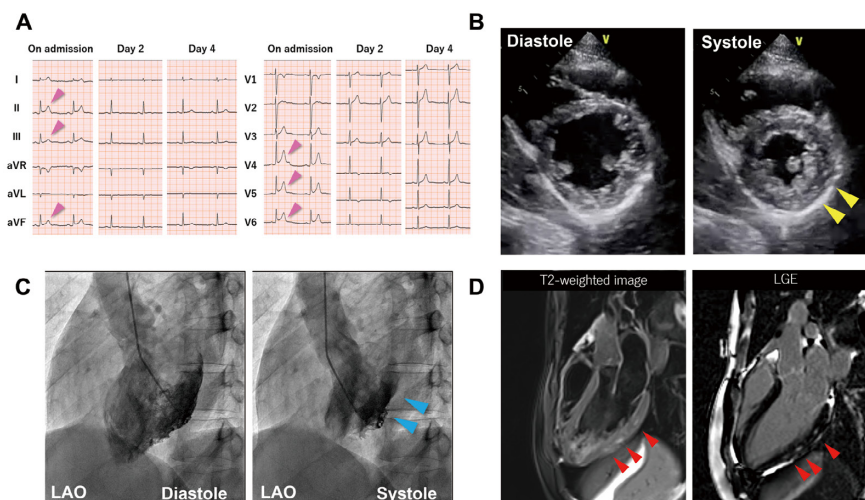 A
On admission Day 2 Day 4
I
II
III
aVR
aVL
aVF
On admission Day 2 Day 4
V1
V2
V3
V4
V5
V6
B
Diastole
Systole
V
V
C
LAO Diastole
LAO Systole
D
T2-weighted image
LGE